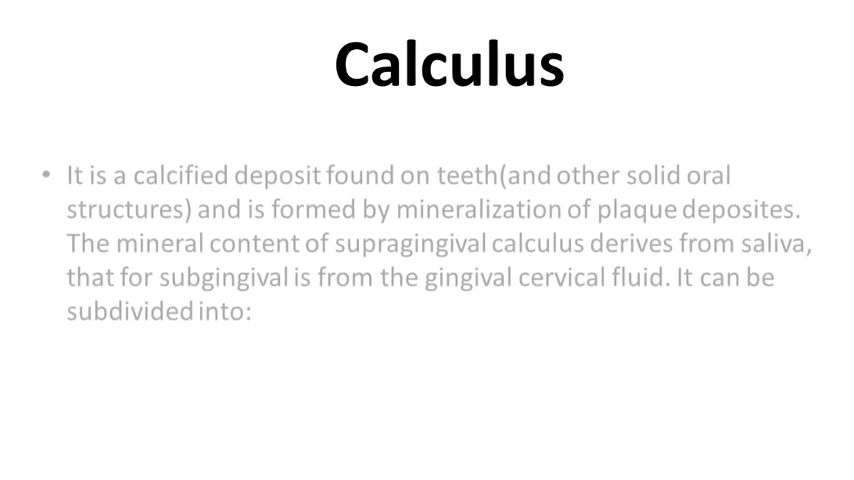 Calculus
• It is a calcified deposit found on teeth(and other solid oral
structures) and is formed by mineralization of plaque deposites.
The mineral content of supragingival calculus derives from saliva,
that for subgingival is from the gingival cervical fluid. It can be
subdivided into: